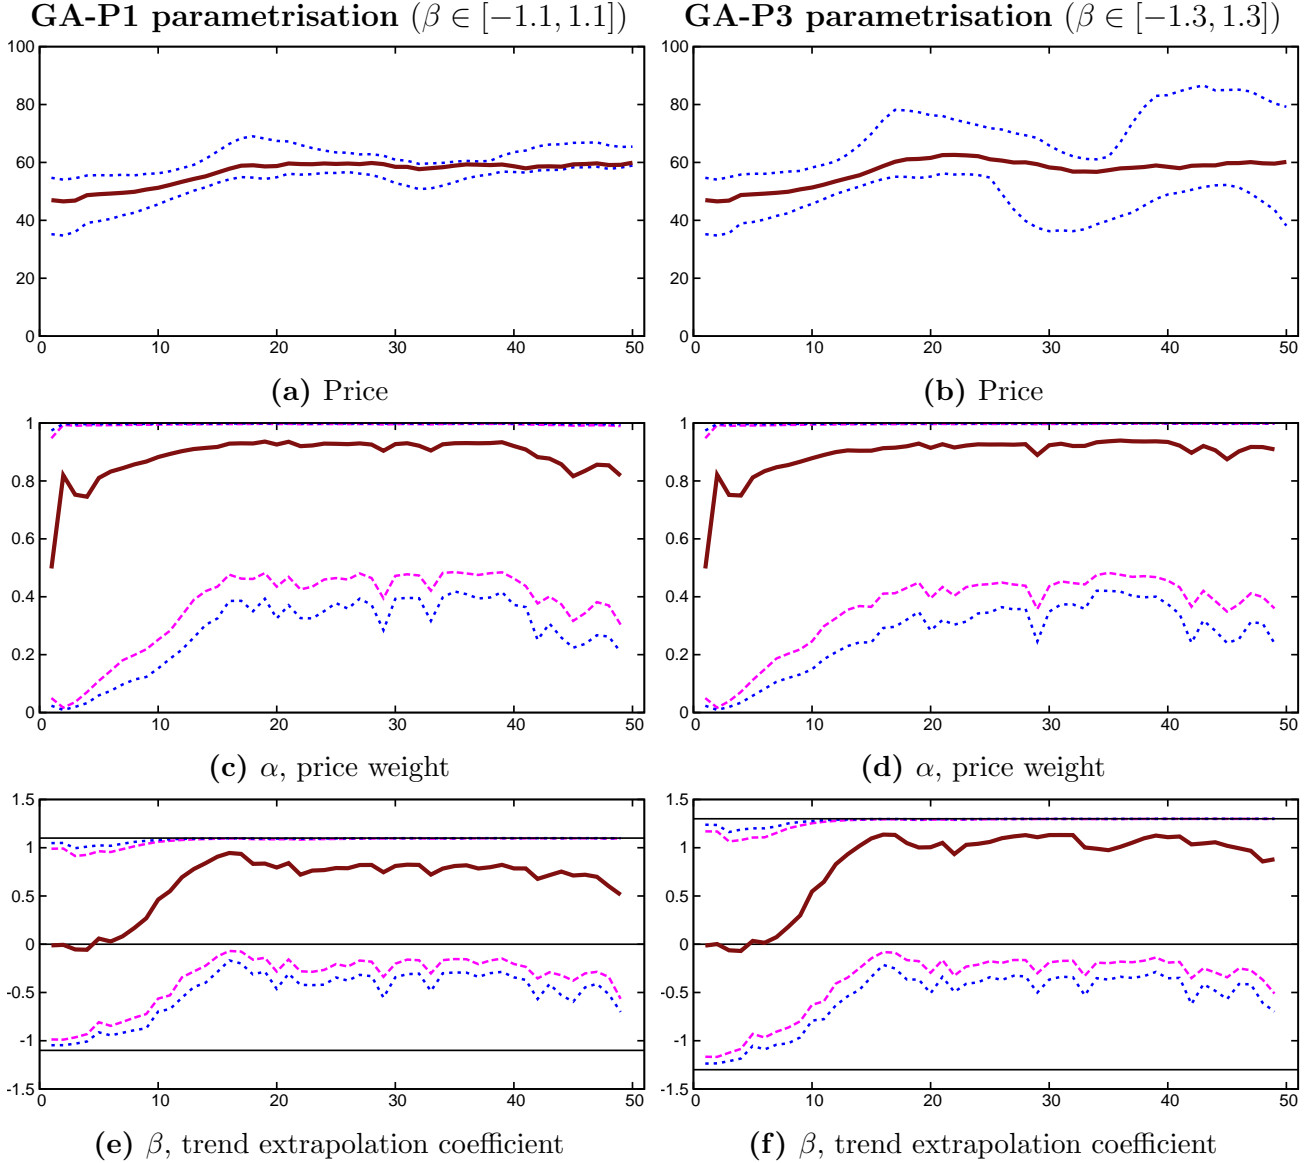 GA-P1 parametrisation (β ∈ [−1.1, 1.1])
GA-P3 parametrisation (β ∈ [−1.3, 1.3])
100
80
60
40
20
0
0 10 20 30 40 50
(a) Price
100
80
60
40
20
0
0 10 20 30 40 50
(b) Price
1
0.8
0.6
0.4
0.2
0
0 10 20 30 40 50
(c) α, price weight
1
0.8
0.6
0.4
0.2
0
0 10 20 30 40 50
(d) α, price weight
1.5
1
0.5
0
-0.5
-1
-1.5
0 10 20 30 40 50
(e) β, trend extrapolation coefficient
1.5
1
0.5
0
-0.5
-1
-1.5
0 10 20 30 40 50
(f) β, trend extrapolation coefficient